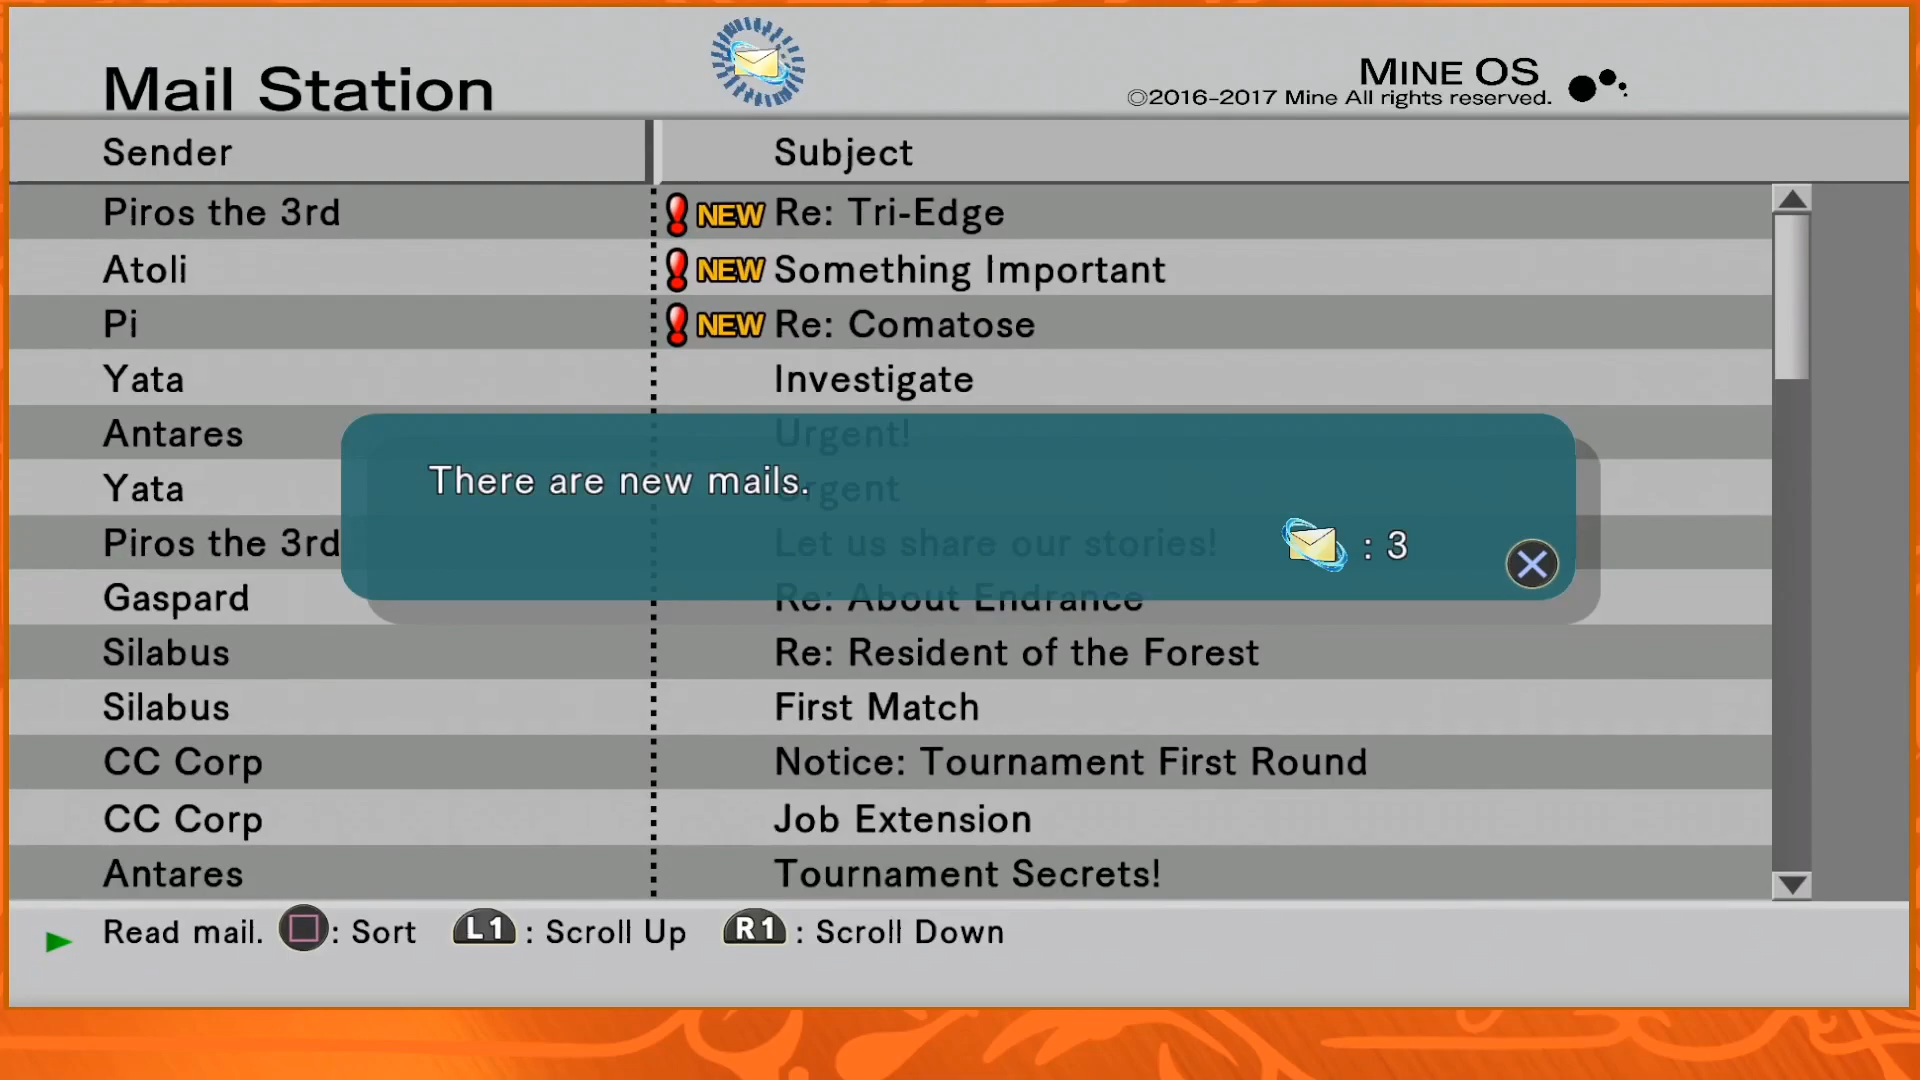 Mail Station
MINE OS
©2016-2017 Mine All rights reserved.
Sender Subject
Piros the 3rd NEW Re: Tri-Edge
Atoli NEW Something Important
Pi NEW Re: Comatose
Yata Investigate
Antares Urgent!
There are new mails.
Yata Urgent
Piros the 3rd Let us share our stories!
: 3
Gaspard Re: About Endrance
Silabus Re: Resident of the Forest
Silabus First Match
CC Corp Notice: Tournament First Round
CC Corp Job Extension
Antares Tournament Secrets!
Read mail. : Sort L1 : Scroll Up R1 : Scroll Down